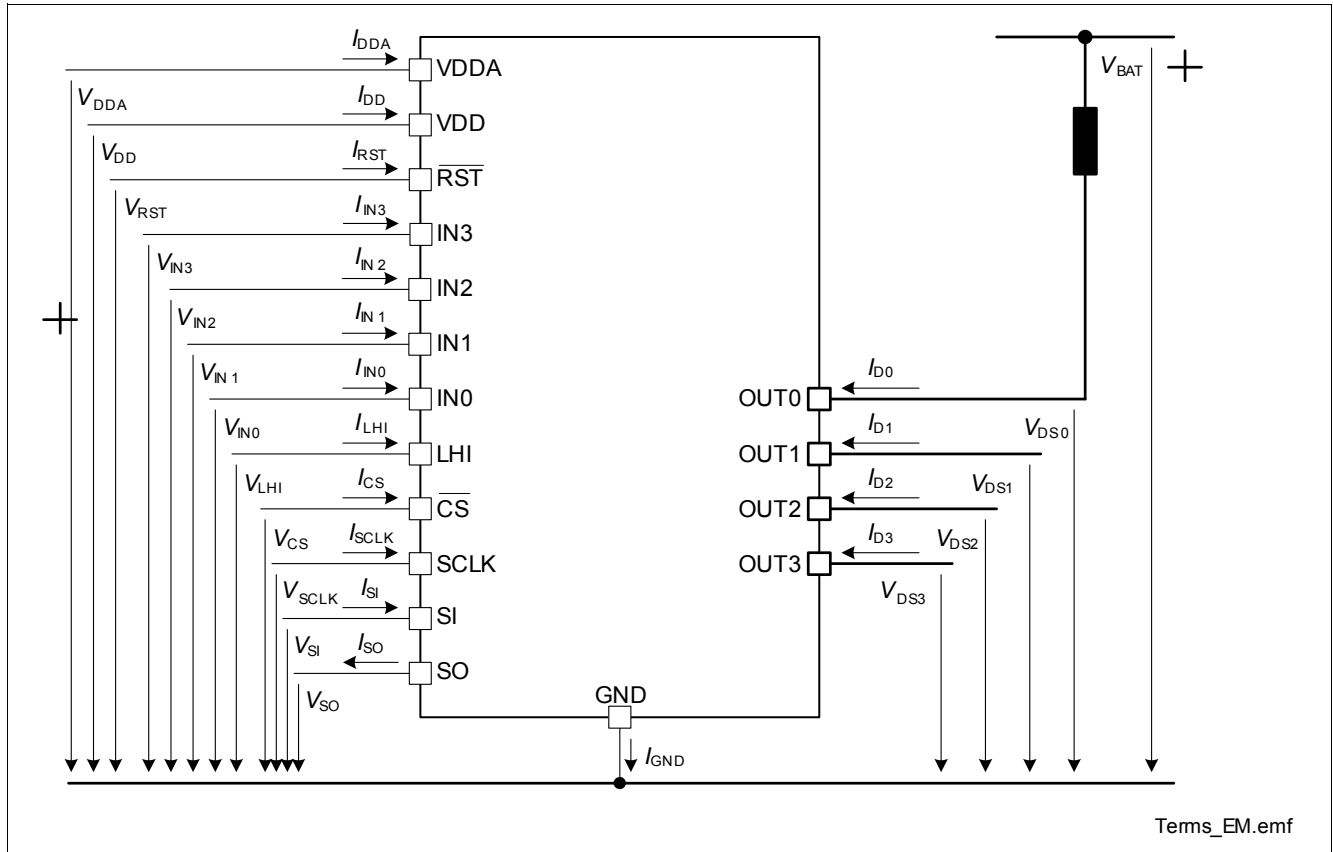 IDDA
VDDA
VBAT
VDDA
IDD
VDD
VDD
IRST
RST
VRST
IIN3
IN3
VIN3
IIN2
IN2
VIN2
IIN1
IN1
VIN1
IIN0
IN0
OUT0
ID0
VIN0
ILHI
LHI
OUT1
ID1
VDS0
VLHI
ICS
CS
OUT2
ID2
VDS1
VCS
ISCLK
SCLK
OUT3
ID3
VDS2
VSCLK
ISI
SI
VDS3
VSI
ISO
SO
VSO
GND
IGND
Terms_EM.emf